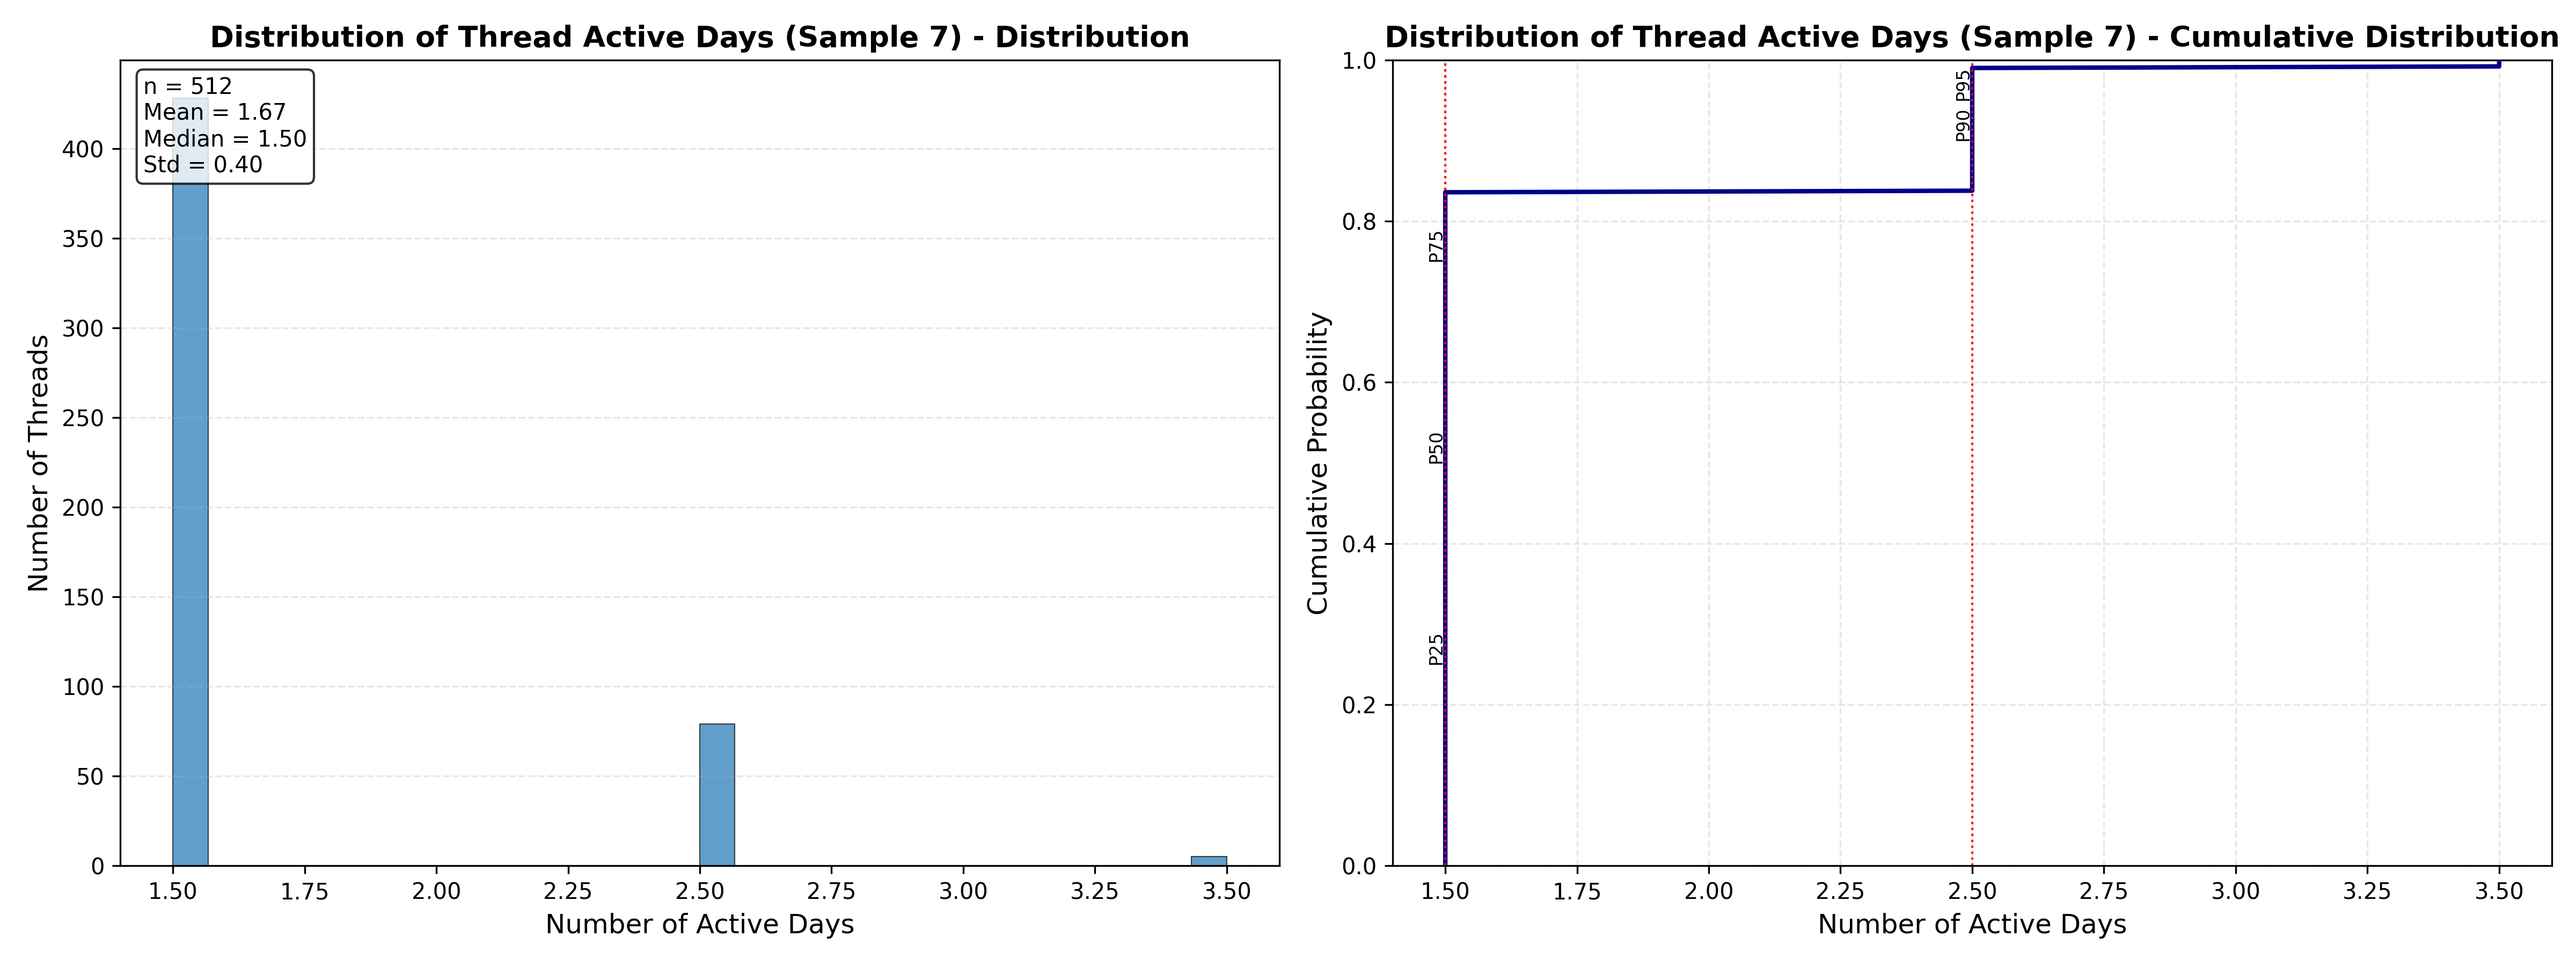 Distribution of Thread Active Days (Sample 7) - Distribution
n = 512
Mean = 1.67
Median = 1.50
Std = 0.40
400
350
300
250
200
150
100
50
0
Number of Threads
1.50 1.75 2.00 2.25 2.50 2.75 3.00 3.25 3.50
Number of Active Days
Distribution of Thread Active Days (Sample 7) - Cumulative Distribution
1.0
0.8
0.6
0.4
0.2
0.0
Cumulative Probability
P25
P50
P75
P90
P95
1.50 1.75 2.00 2.25 2.50 2.75 3.00 3.25 3.50
Number of Active Days